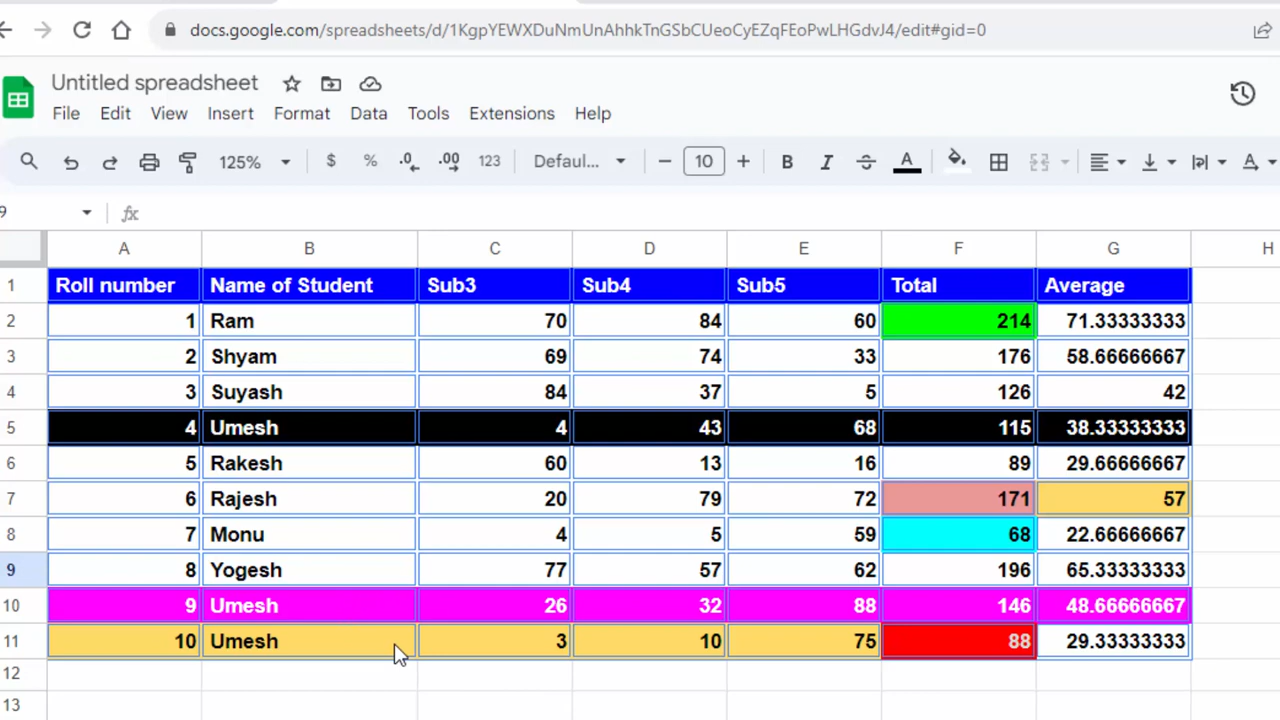 docs.google.com/spreadsheets/d/1KgpYEWXDuNmUnAhhkTnGSbCUeoCyEZqFEoPwLHGdvJ4/edit#gid=0
Untitled spreadsheet
File Edit View Insert Format Data Tools Extensions Help
125% $ % .0 .00 123 Defaul... 10 B I S A A
9 fx
A B C D E F G H
1 Roll number Name of Student Sub3 Sub4 Sub5 Total Average
2 1 Ram 70 84 60 214 71.33333333
3 2 Shyam 69 74 33 176 58.66666667
4 3 Suyash 84 37 5 126 42
5 4 Umesh 4 43 68 115 38.33333333
6 5 Rakesh 60 13 16 89 29.66666667
7 6 Rajesh 20 79 72 171 57
8 7 Monu 4 5 59 68 22.66666667
9 8 Yogesh 77 57 62 196 65.33333333
10 9 Umesh 26 32 88 146 48.66666667
11 10 Umesh 3 10 75 88 29.33333333
12
13